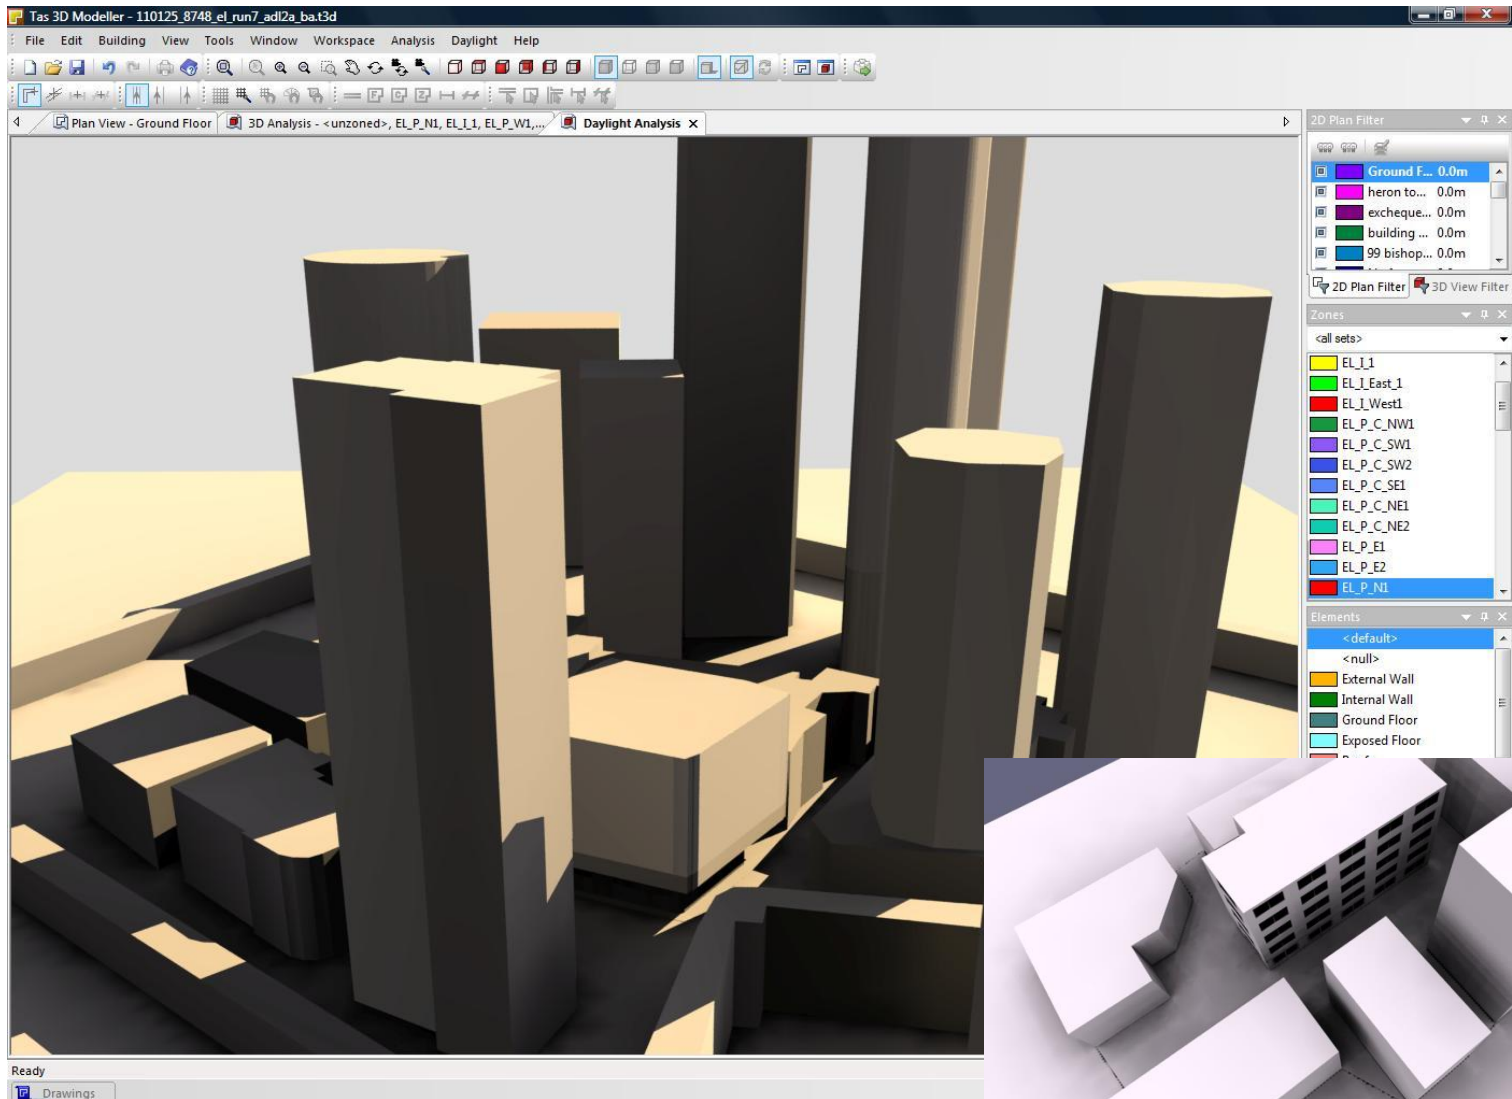 Tas 3D Modeller - 110125_8748_el_run7_adl2a_ba.t3d
File Edit Building View Tools Window Workspace Analysis Daylight Help
Plan View - Ground Floor 3D Analysis - <unzoned>, EL_P_N1, EL_I_1, EL_P_W1,... Daylight Analysis
2D Plan Filter
Ground F... 0.0m
heron to... 0.0m
excheque... 0.0m
building ... 0.0m
99 bishop... 0.0m
2D Plan Filter 3D View Filter
Zones
<all sets>
EL_I_1
EL_I_East_1
EL_I_West1
EL_P_C_NW1
EL_P_C_SW1
EL_P_C_SW2
EL_P_C_SE1
EL_P_C_NE1
EL_P_C_NE2
EL_P_E1
EL_P_E2
EL_P_N1
Elements
<default>
<null>
External Wall
Internal Wall
Ground Floor
Exposed Floor
Ready
Drawings